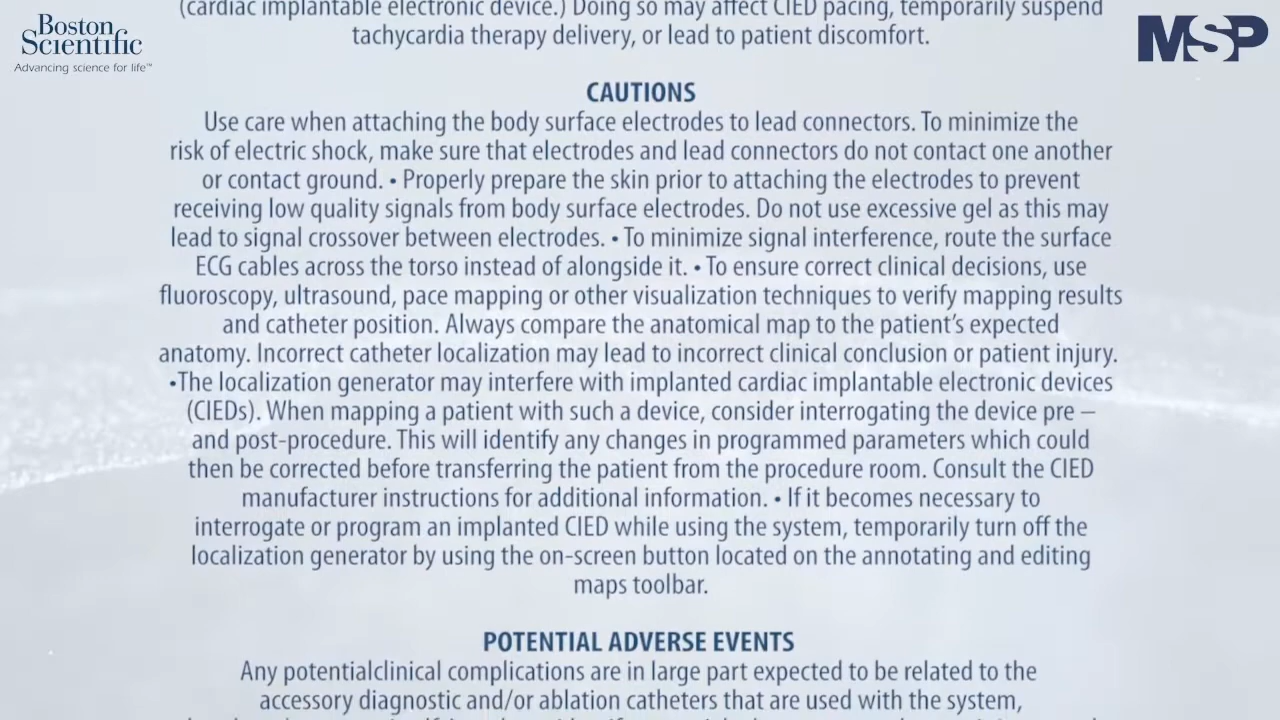 Boston
Scientific
Advancing science for life™
MSP
(cardiac implantable electronic device.) Doing so may affect CIED pacing, temporarily suspend
tachycardia therapy delivery, or lead to patient discomfort.
CAUTIONS
Use care when attaching the body surface electrodes to lead connectors. To minimize the
risk of electric shock, make sure that electrodes and lead connectors do not contact one another
or contact ground. • Properly prepare the skin prior to attaching the electrodes to prevent
receiving low quality signals from body surface electrodes. Do not use excessive gel as this may
lead to signal crossover between electrodes. • To minimize signal interference, route the surface
ECG cables across the torso instead of alongside it. • To ensure correct clinical decisions, use
fluoroscopy, ultrasound, pace mapping or other visualization techniques to verify mapping results
and catheter position. Always compare the anatomical map to the patient’s expected
anatomy. Incorrect catheter localization may lead to incorrect clinical conclusion or patient injury.
•The localization generator may interfere with implanted cardiac implantable electronic devices
(CIEDs). When mapping a patient with such a device, consider interrogating the device pre –
and post-procedure. This will identify any changes in programmed parameters which could
then be corrected before transferring the patient from the procedure room. Consult the CIED
manufacturer instructions for additional information. • If it becomes necessary to
interrogate or program an implanted CIED while using the system, temporarily turn off the
localization generator by using the on-screen button located on the annotating and editing
maps toolbar.
POTENTIAL ADVERSE EVENTS
Any potentialclinical complications are in large part expected to be related to the
accessory diagnostic and/or ablation catheters that are used with the system,